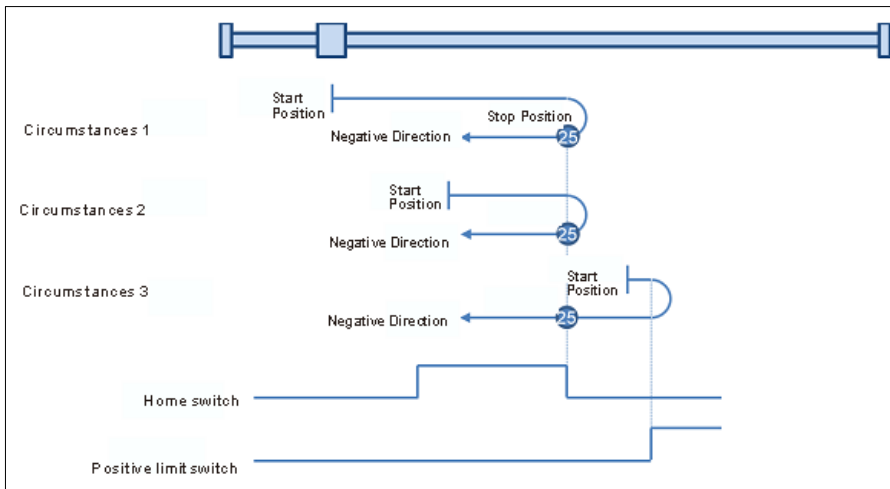 Start
Position
Stop Position
Circumstances 1
Negative Direction
25
Start
Position
Circumstances 2
Negative Direction
25
Start
Position
Circumstances 3
Negative Direction
25
Home switch
Positive limit switch